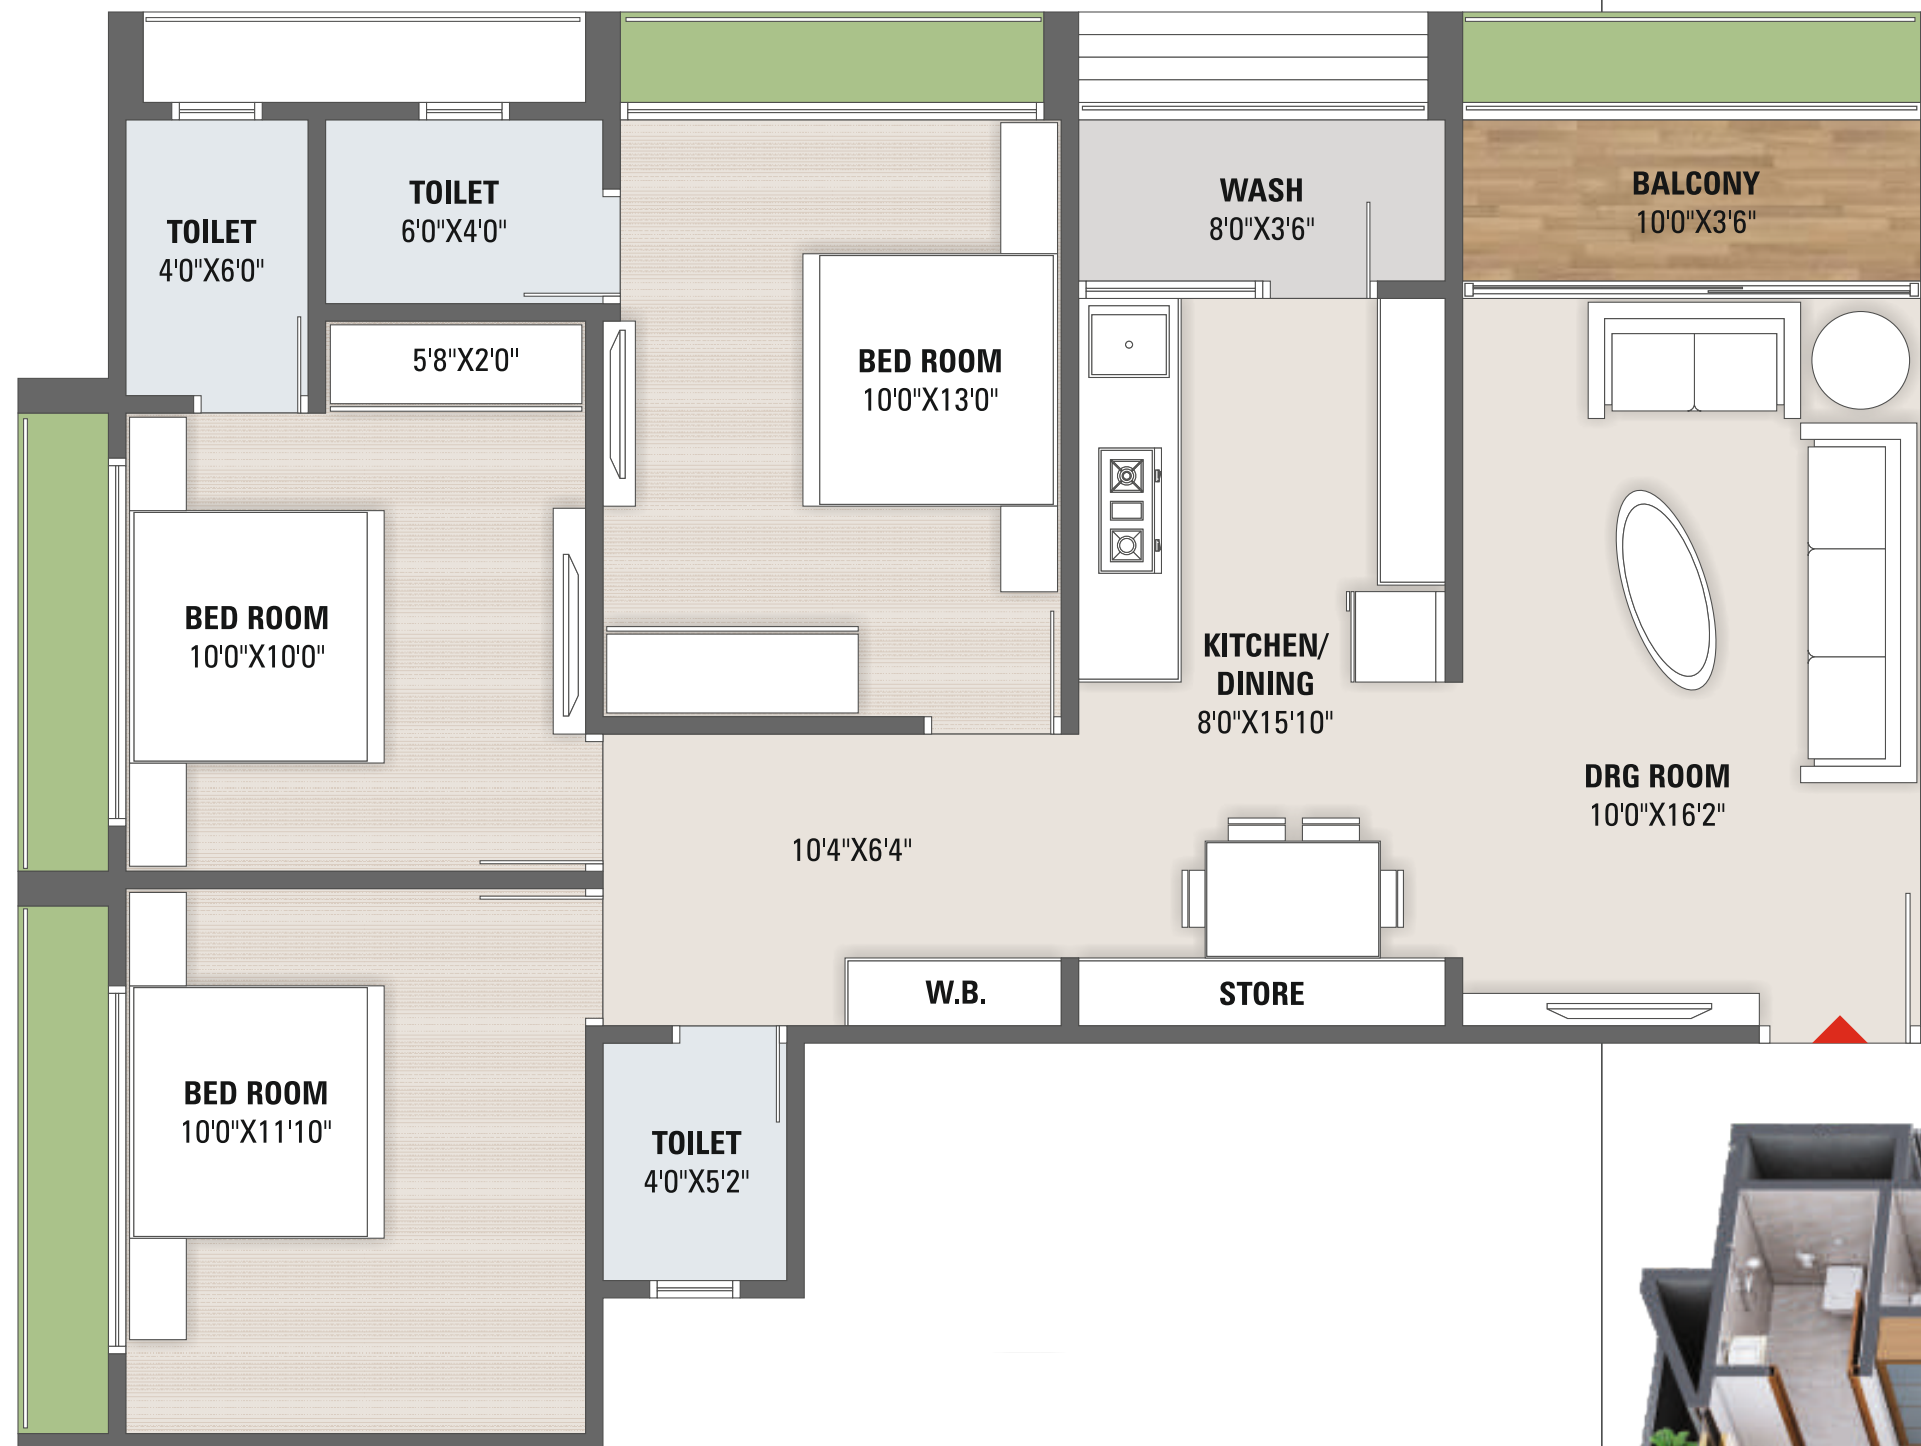 TOILET
4'0"X6'0"
TOILET
6'0"X4'0"
WASH
8'0"X3'6"
BALCONY
10'0"X3'6"
5'8"X2'0"
BED ROOM
10'0"X13'0"
BED ROOM
10'0"X10'0"
KITCHEN/
DINING
8'0"X15'10"
DRG ROOM
10'0"X16'2"
10'4"X6'4"
W.B.
STORE
BED ROOM
10'0"X11'10"
TOILET
4'0"X5'2"